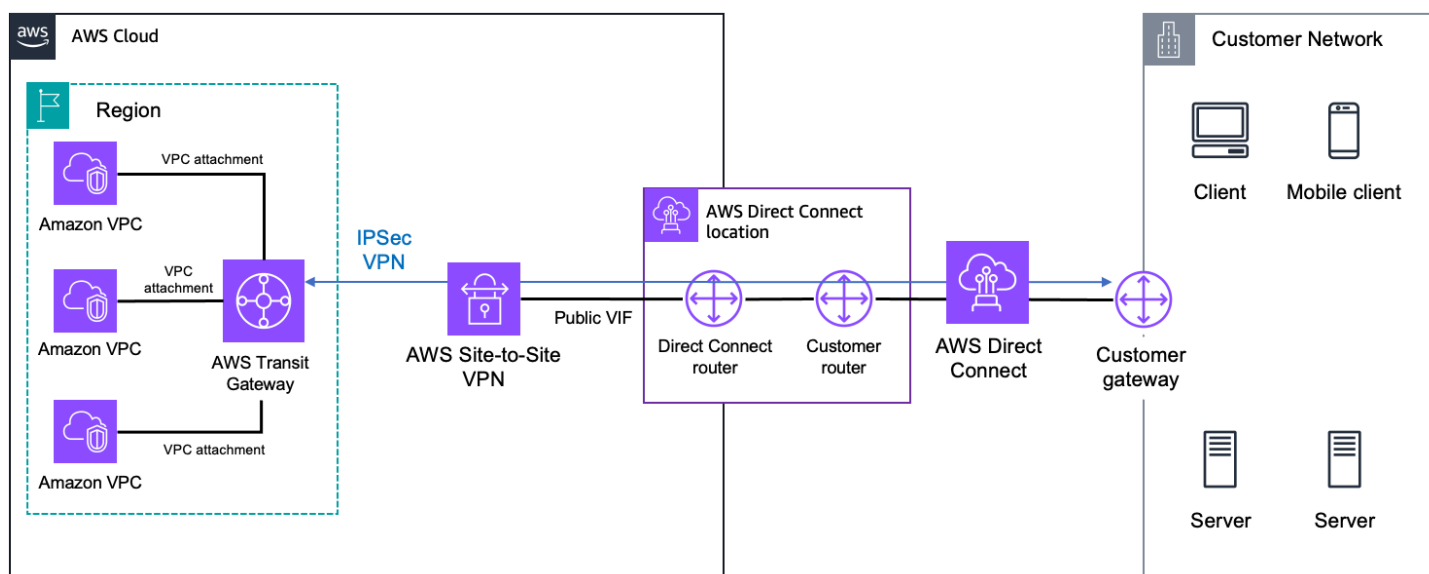 aws
AWS Cloud
Customer Network
Region
VPC attachment
Amazon VPC
Client
Mobile client
AWS Direct Connect
location
IPSec
VPN
VPC
attachment
Amazon VPC
AWS Transit
Gateway
AWS Site-to-Site
VPN
Public VIF
Direct Connect
router
Customer
router
AWS Direct
Connect
Customer
gateway
VPC attachment
Amazon VPC
Server
Server